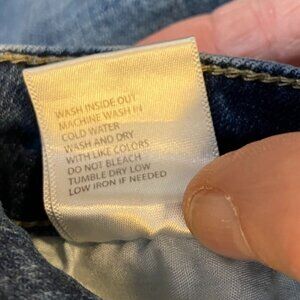 WASH INSIDE OUT
MACHINE WASH IN
COLD WATER
WASH AND DRY
WITH LIKE COLORS
DO NOT BLEACH
TUMBLE DRY LOW
LOW IRON IF NEEDED